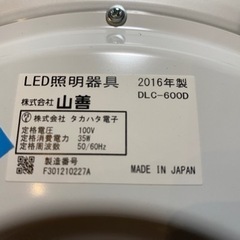 LED照明器具 2016年製
株式会社 山善 DLC-600D
株式会社 タカハタ電子
定格電圧: 100V
定格消費電力: 35W
定格周波数: 50/60Hz
製造番号
F301210227A
MADE IN JAPAN